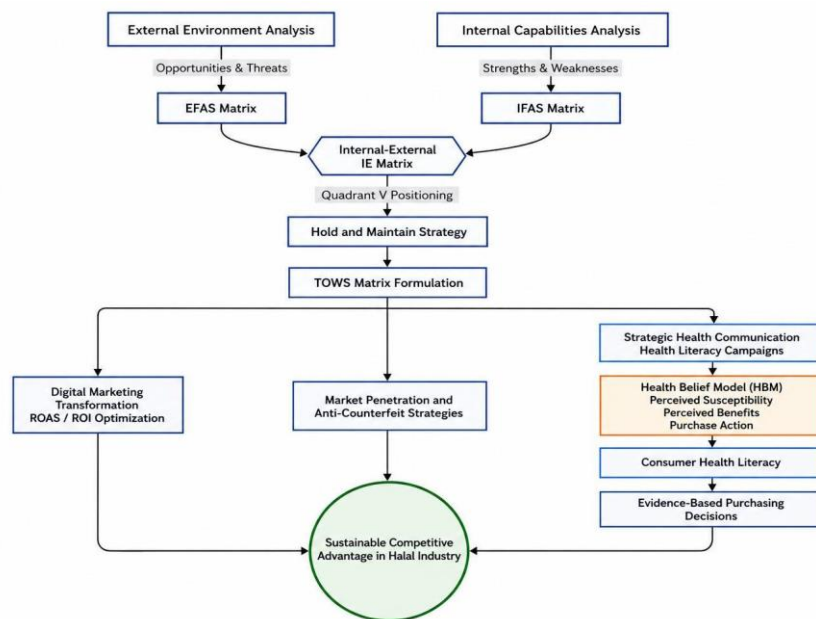 External Environment Analysis
Internal Capabilities Analysis
Opportunities & Threats
Strengths & Weaknesses
EFAS Matrix
IFAS Matrix
Internal-External
IE Matrix
Quadrant V Positioning
Hold and Maintain Strategy
TOWS Matrix Formulation
Digital Marketing
Transformation
ROAS / ROI Optimization
Market Penetration and
Anti-Counterfeit Strategies
Strategic Health Communication
Health Literacy Campaigns
Health Belief Model (HBM)
Perceived Susceptibility
Perceived Benefits
Purchase Action
Consumer Health Literacy
Evidence-Based Purchasing
Decisions
Sustainable Competitive
Advantage in Halal Industry